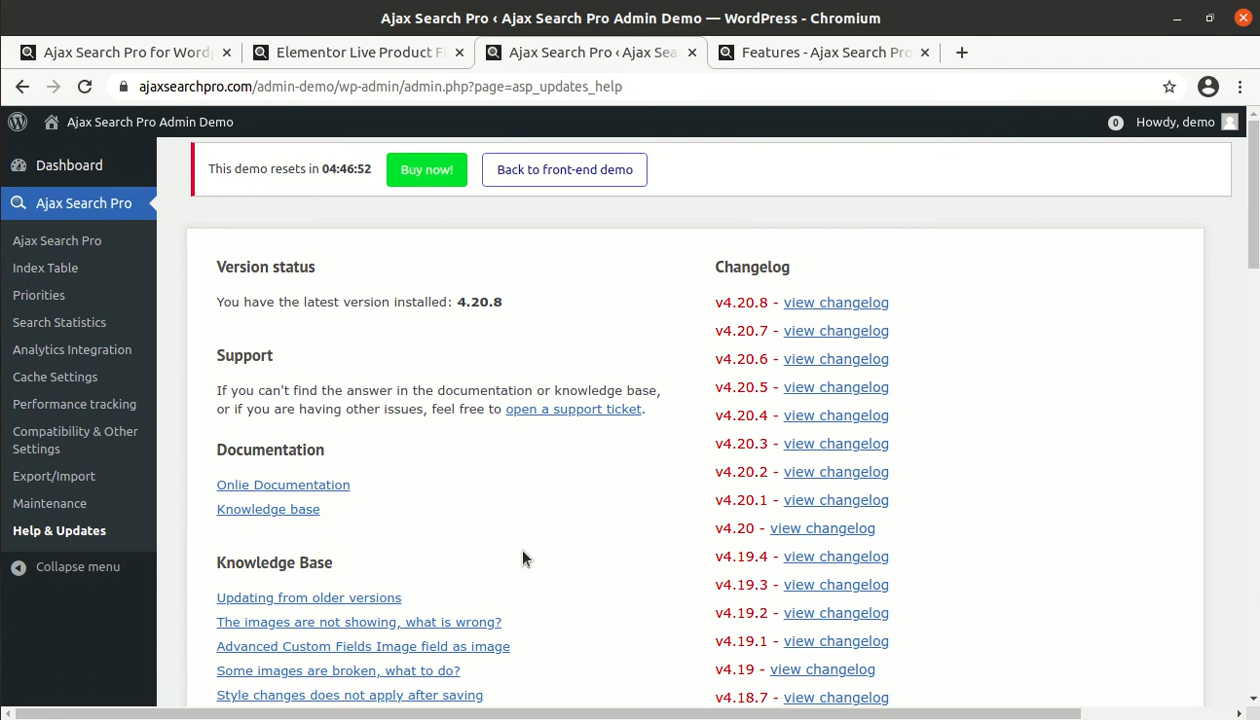 Ajax Search Pro ‹ Ajax Search Pro Admin Demo — WordPress - Chromium
Ajax Search Pro for Wordp
Elementor Live Product Fi
Ajax Search Pro ‹ Ajax Sea
Features - Ajax Search Pro
ajaxsearchpro.com/admin-demo/wp-admin/admin.php?page=asp_updates_help
Ajax Search Pro Admin Demo
0
Howdy, demo
Dashboard
Ajax Search Pro
Ajax Search Pro
Index Table
Priorities
Search Statistics
Analytics Integration
Cache Settings
Performance tracking
Compatibility & Other
Settings
Export/Import
Maintenance
Help & Updates
Collapse menu
This demo resets in 04:46:52
Buy now!
Back to front-end demo
Version status
You have the latest version installed: 4.20.8
Support
If you can't find the answer in the documentation or knowledge base,
or if you are having other issues, feel free to open a support ticket.
Documentation
Onlie Documentation
Knowledge base
Knowledge Base
Updating from older versions
The images are not showing, what is wrong?
Advanced Custom Fields Image field as image
Some images are broken, what to do?
Style changes does not apply after saving
Changelog
v4.20.8 - view changelog
v4.20.7 - view changelog
v4.20.6 - view changelog
v4.20.5 - view changelog
v4.20.4 - view changelog
v4.20.3 - view changelog
v4.20.2 - view changelog
v4.20.1 - view changelog
v4.20 - view changelog
v4.19.4 - view changelog
v4.19.3 - view changelog
v4.19.2 - view changelog
v4.19.1 - view changelog
v4.19 - view changelog
v4.18.7 - view changelog